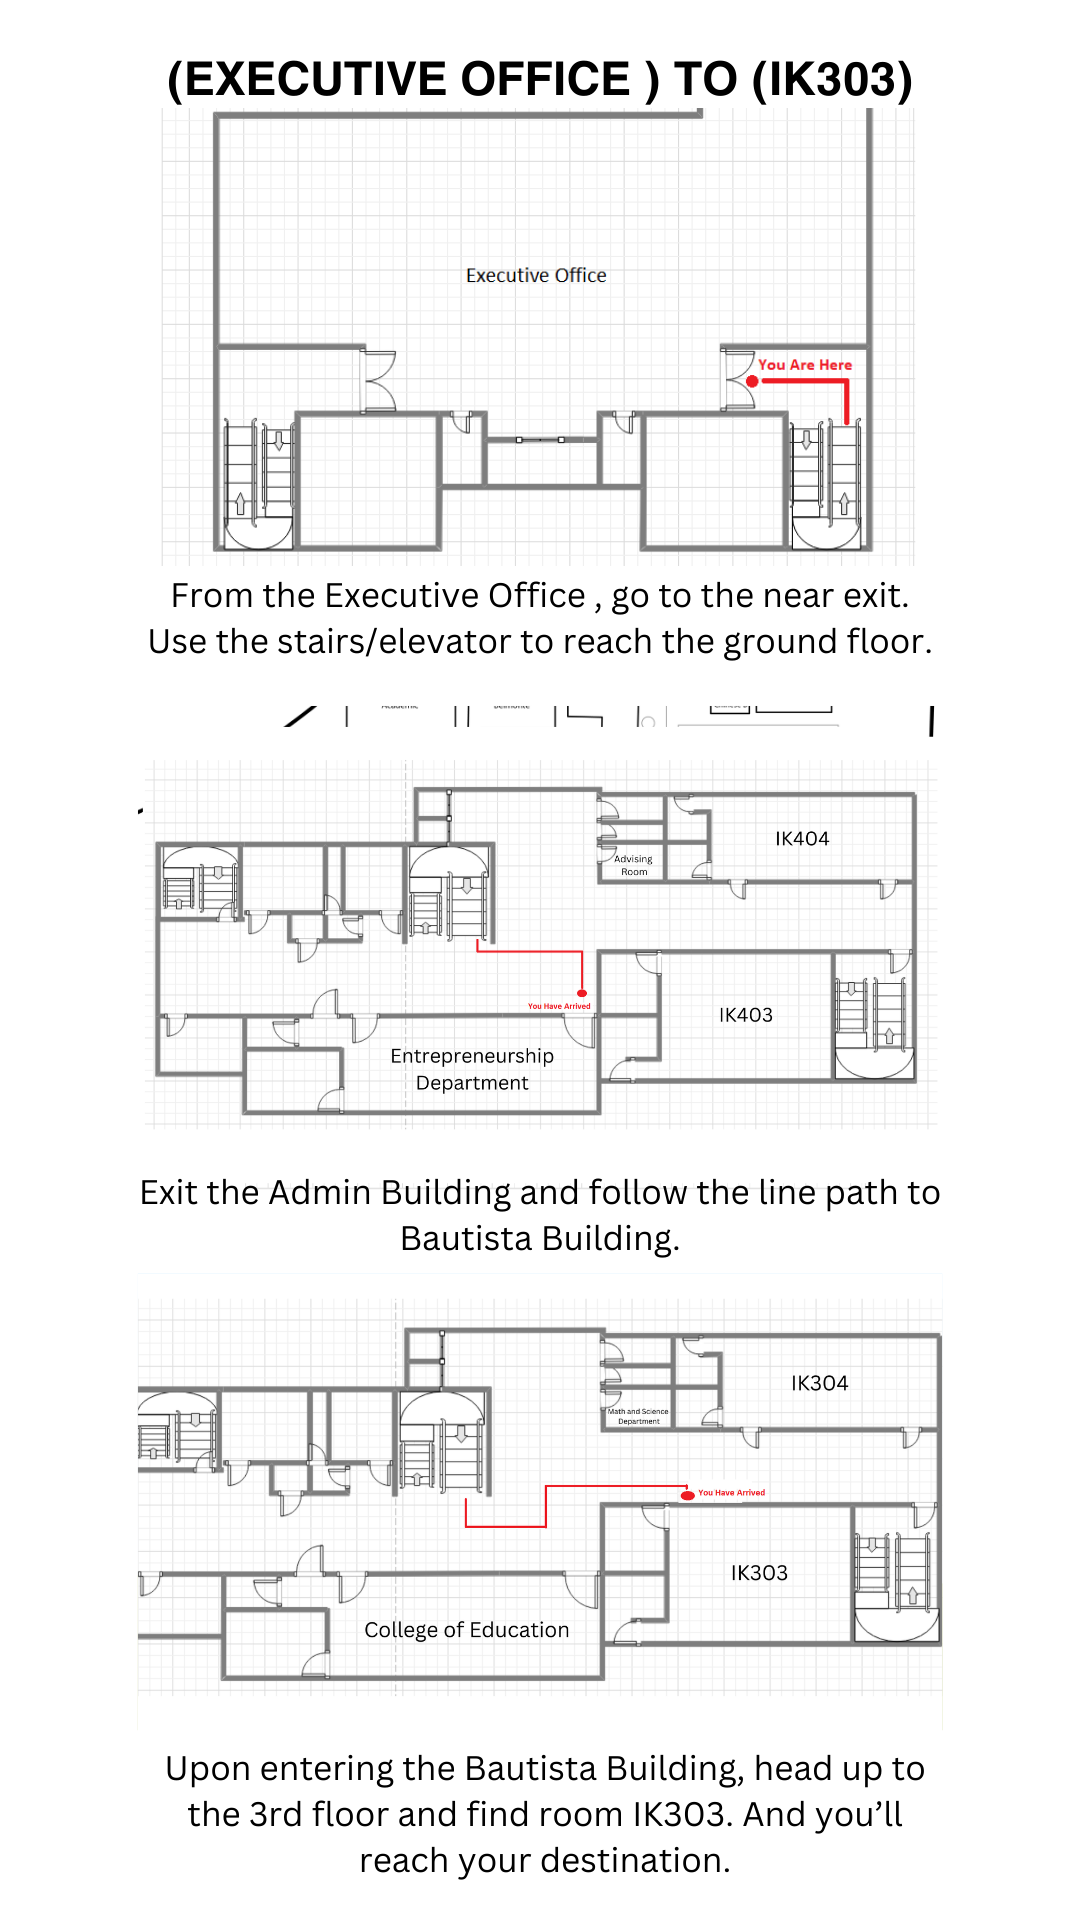 (EXECUTIVE OFFICE ) TO (IK303)
Executive Office
You Are Here
From the Executive Office , go to the near exit.
Use the stairs/elevator to reach the ground floor.
IK404
Advising
Room
You Have Arrived
IK403
Entrepreneurship
Department
Exit the Admin Building and follow the line path to
Bautista Building.
IK304
Math and Science
Department
You Have Arrived
IK303
College of Education
Upon entering the Bautista Building, head up to
the 3rd floor and find room IK303. And you’ll
reach your destination.